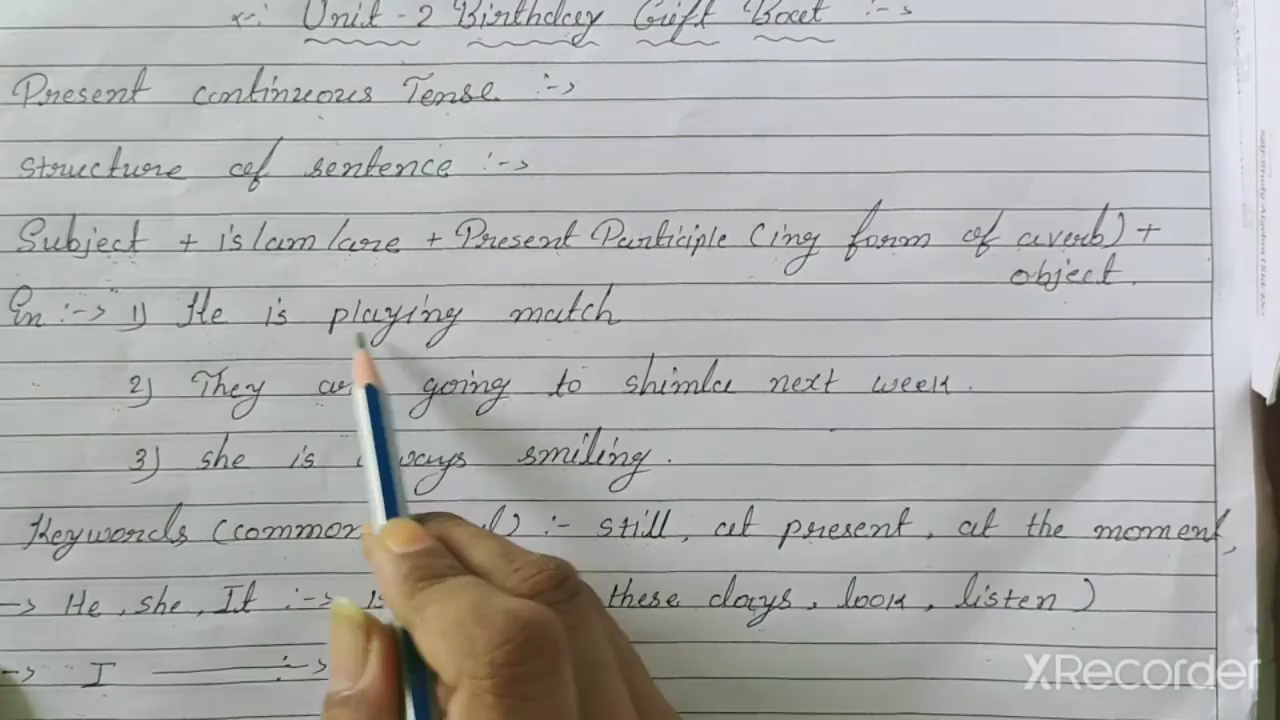 Unit - 2 Birthday Gift Boat :->
Present continuous Tense :->
structure of sentence :->
Subject + is/am/are + Present Participle (ing form of a verb) +
object.
Ex :-> 1) He is playing match
2) They going to shimla next week.
3) she is smiling.
Keywords (common :- still, at present, at the moment,
-> He, she, It :-> these days, look, listen)
-> I :->
XRecorder